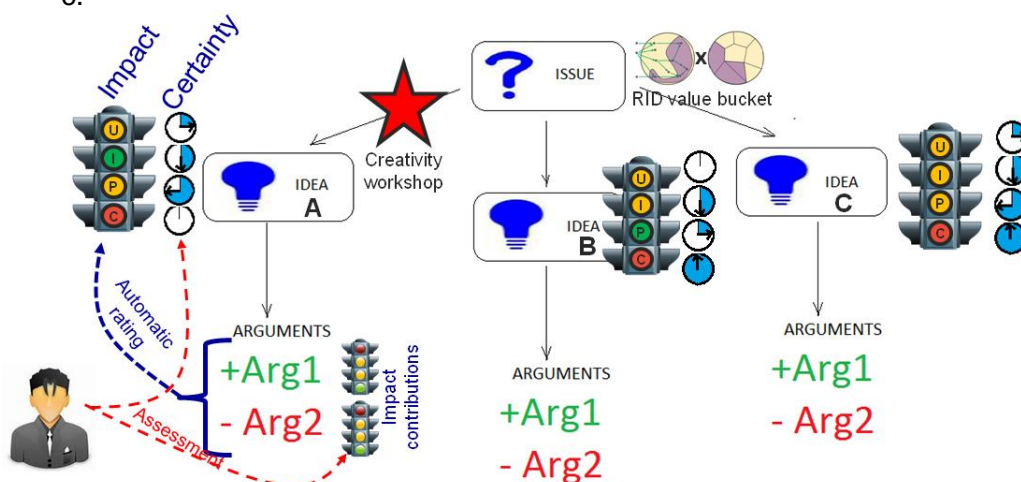 Impact
Certainty
ISSUE
x
RID value bucket
Creativity
workshop
U
I
P
C
IDEA
A
U
I
P
C
IDEA
B
U
I
P
C
IDEA
C
Automatic
rating
Assessment
ARGUMENTS
+Arg1
- Arg2
Impact
contributions
ARGUMENTS
+Arg1
- Arg2
ARGUMENTS
+Arg1
- Arg2